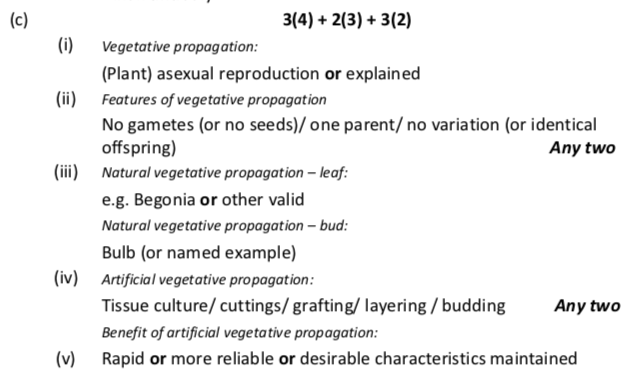 (c) 3(4) + 2(3) + 3(2)
(i) Vegetative propagation:
(Plant) asexual reproduction or explained
(ii) Features of vegetative propagation
No gametes (or no seeds)/ one parent/ no variation (or identical
offspring) Any two
(iii) Natural vegetative propagation – leaf:
e.g. Begonia or other valid
Natural vegetative propagation – bud:
Bulb (or named example)
(iv) Artificial vegetative propagation:
Tissue culture/ cuttings/ grafting/ layering / budding Any two
Benefit of artificial vegetative propagation:
(v) Rapid or more reliable or desirable characteristics maintained